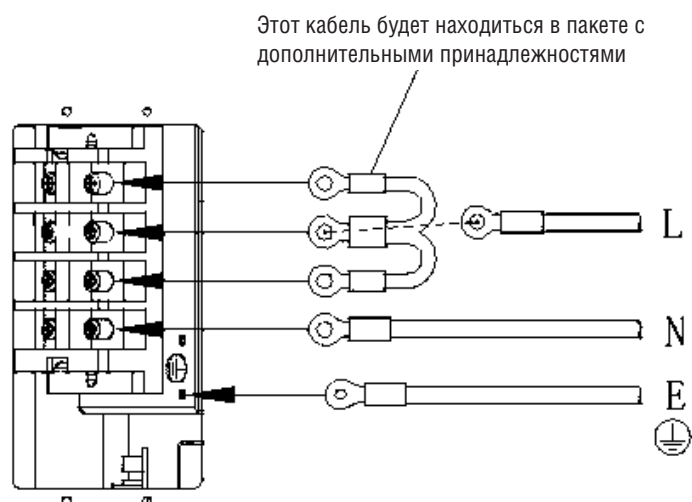 Этот кабель будет находиться в пакете с
дополнительными принадлежностями
L
N
E